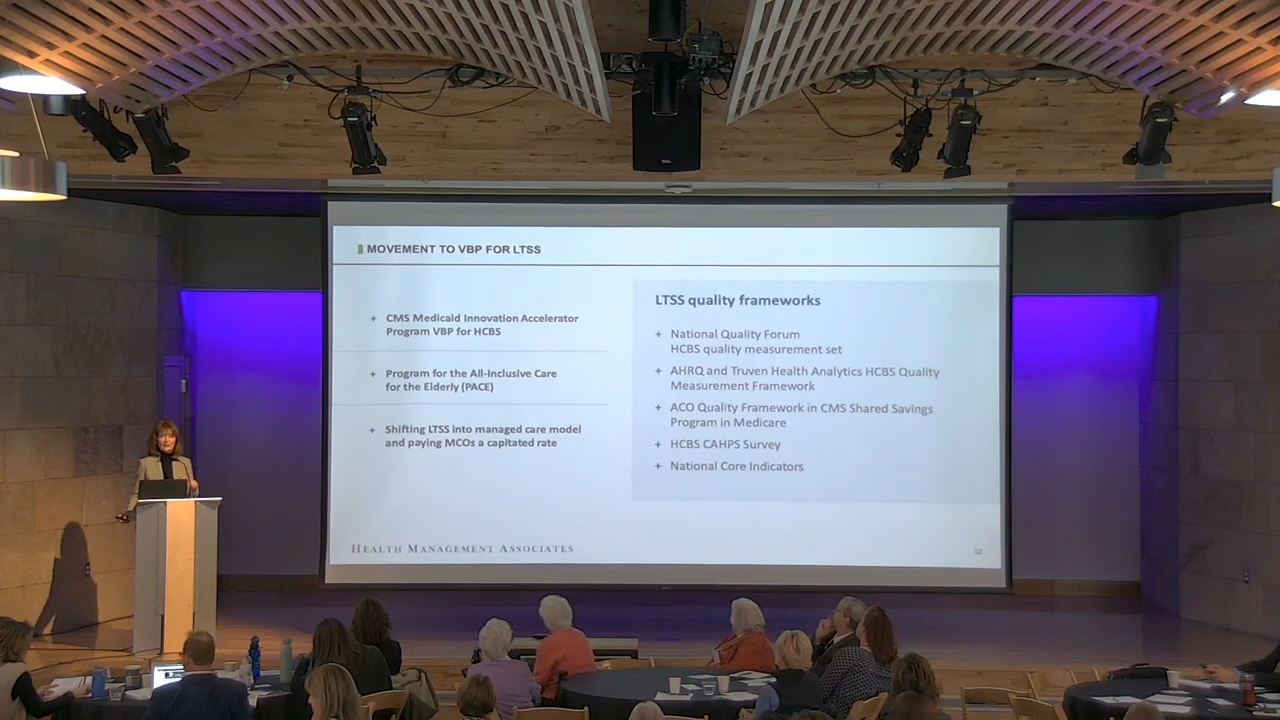 MOVEMENT TO VBP FOR LTSS
+ CMS Medicaid Innovation Accelerator
Program VBP for HCBS
+ Program for the All-Inclusive Care
for the Elderly (PACE)
+ Shifting LTSS into managed care model
and paying MCOs a capitated rate
LTSS quality frameworks
+ National Quality Forum
HCBS quality measurement set
+ AHRQ and Truven Health Analytics HCBS Quality
Measurement Framework
+ ACO Quality Framework in CMS Shared Savings
Program in Medicare
+ HCBS CAHPS Survey
+ National Core Indicators
HEALTH MANAGEMENT ASSOCIATES